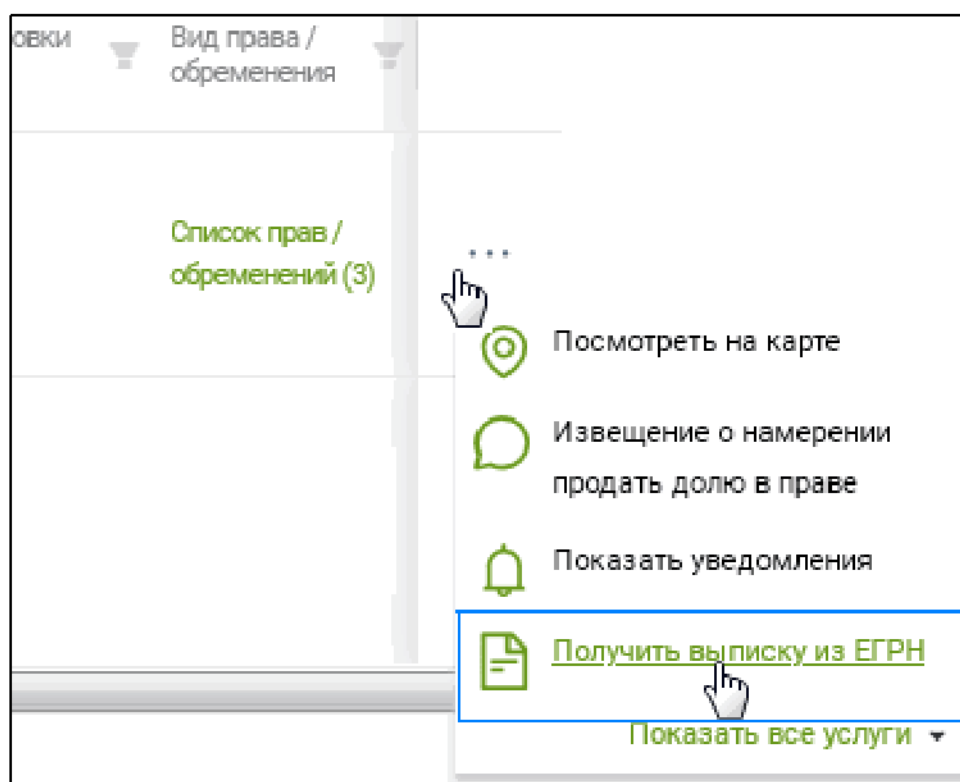 овки
Вид права /
обременения
Список прав /
обременений (3)
...
Посмотреть на карте
Извещение о намерении
продать долю в праве
Показать уведомления
Получить выписку из ЕГРН
Показать все услуги